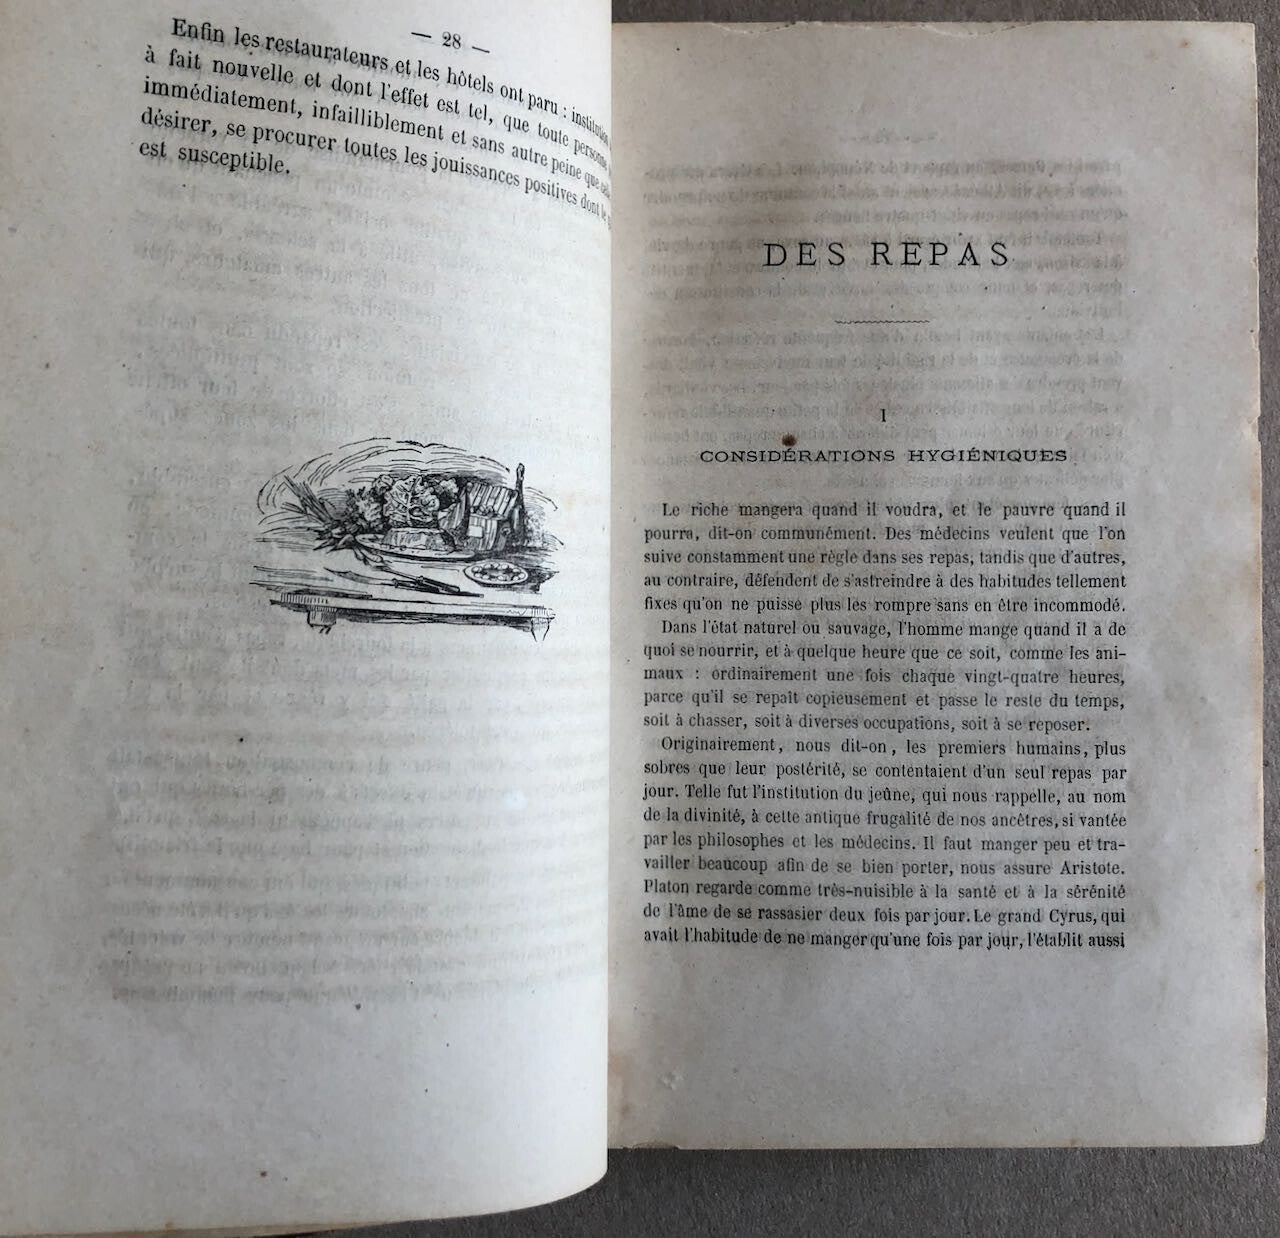 — 28 —
Enfin les restaurateurs et les hôtels ont paru : institution
à fait nouvelle et dont l'effet est tel, que toute personne
immédiatement, infailliblement et sans autre peine que celle
désirer, se procurer toutes les jouissances positives dont le
est susceptible.
DES REPAS
I
CONSIDÉRATIONS HYGIÉNIQUES
Le riche mangera quand il voudra, et le pauvre quand il
pourra, dit-on communément. Des médecins veulent que l'on
suive constamment une règle dans ses repas, tandis que d'autres,
au contraire, défendent de s'astreindre à des habitudes tellement
fixes qu'on ne puisse plus les rompre sans en être incommodé.
Dans l'état naturel ou sauvage, l'homme mange quand il a de
quoi se nourrir, et à quelque heure que ce soit, comme les ani-
maux : ordinairement une fois chaque vingt-quatre heures,
parce qu'il se repaît copieusement et passe le reste du temps,
soit à chasser, soit à diverses occupations, soit à se reposer.
Originairement, nous dit-on, les premiers humains, plus
sobres que leur postérité, se contentaient d'un seul repas par
jour. Telle fut l'institution du jeûne, qui nous rappelle, au nom
de la divinité, à cette antique frugalité de nos ancêtres, si vantée
par les philosophes et les médecins. Il faut manger peu et tra-
vailler beaucoup afin de se bien porter, nous assure Aristote.
Platon regarde comme très-nuisible à la santé et à la sérénité
de l'âme de se rassasier deux fois par jour. Le grand Cyrus, qui
avait l'habitude de ne manger qu'une fois par jour, l'établit aussi